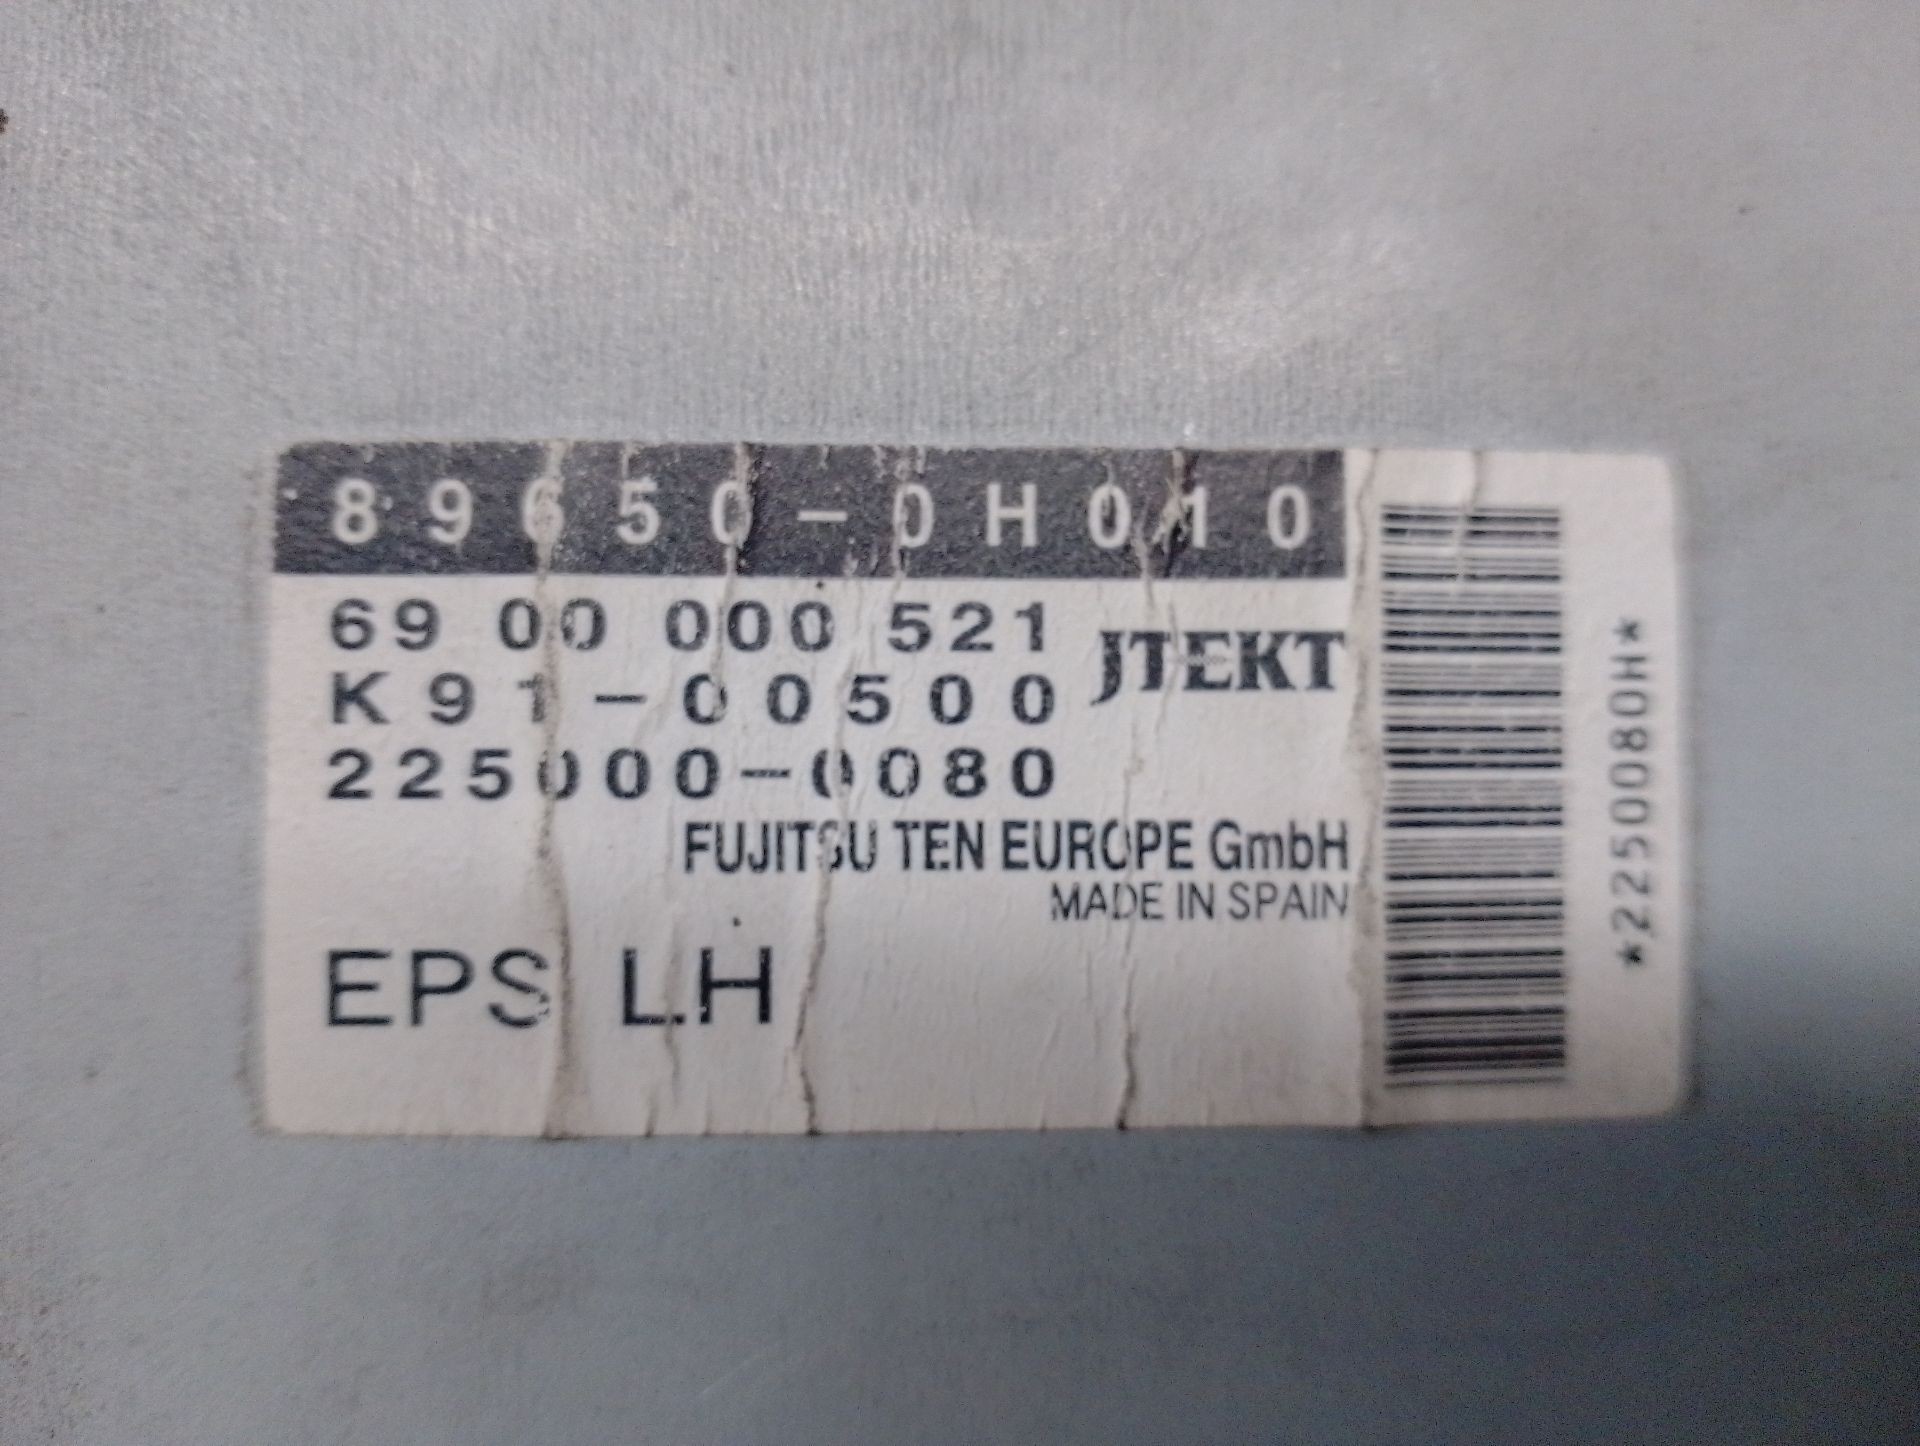 89650-0H010
69 00 000 521
K91-00500
JTEKT
225000-0080
FUJITSU TEN EUROPE GmbH
MADE IN SPAIN
EPS LH
*2250080H*